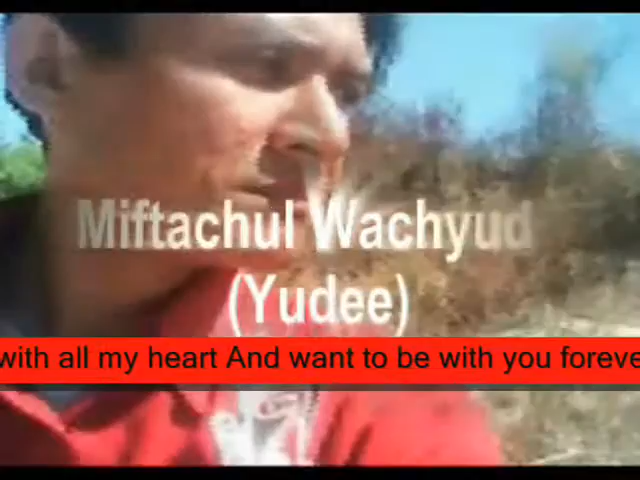 Miftachul Wachyud
(Yudee)
with all my heart And want to be with you foreve